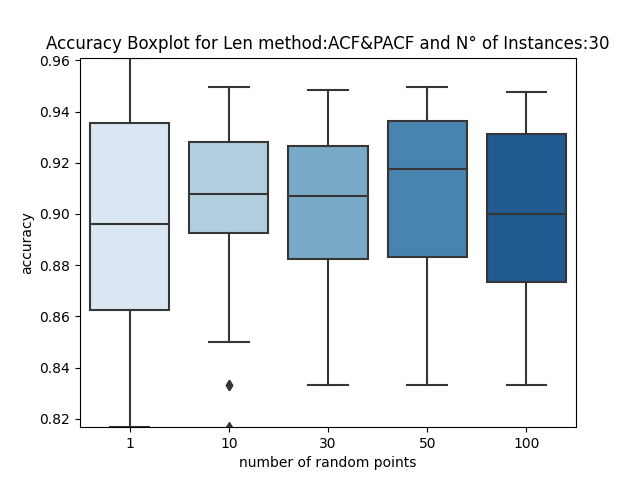 Accuracy Boxplot for Len method:ACF&PACF and N° of Instances:30
0.96
0.94
0.92
0.90
0.88
0.86
0.84
0.82
accuracy
1 10 30 50 100
number of random points